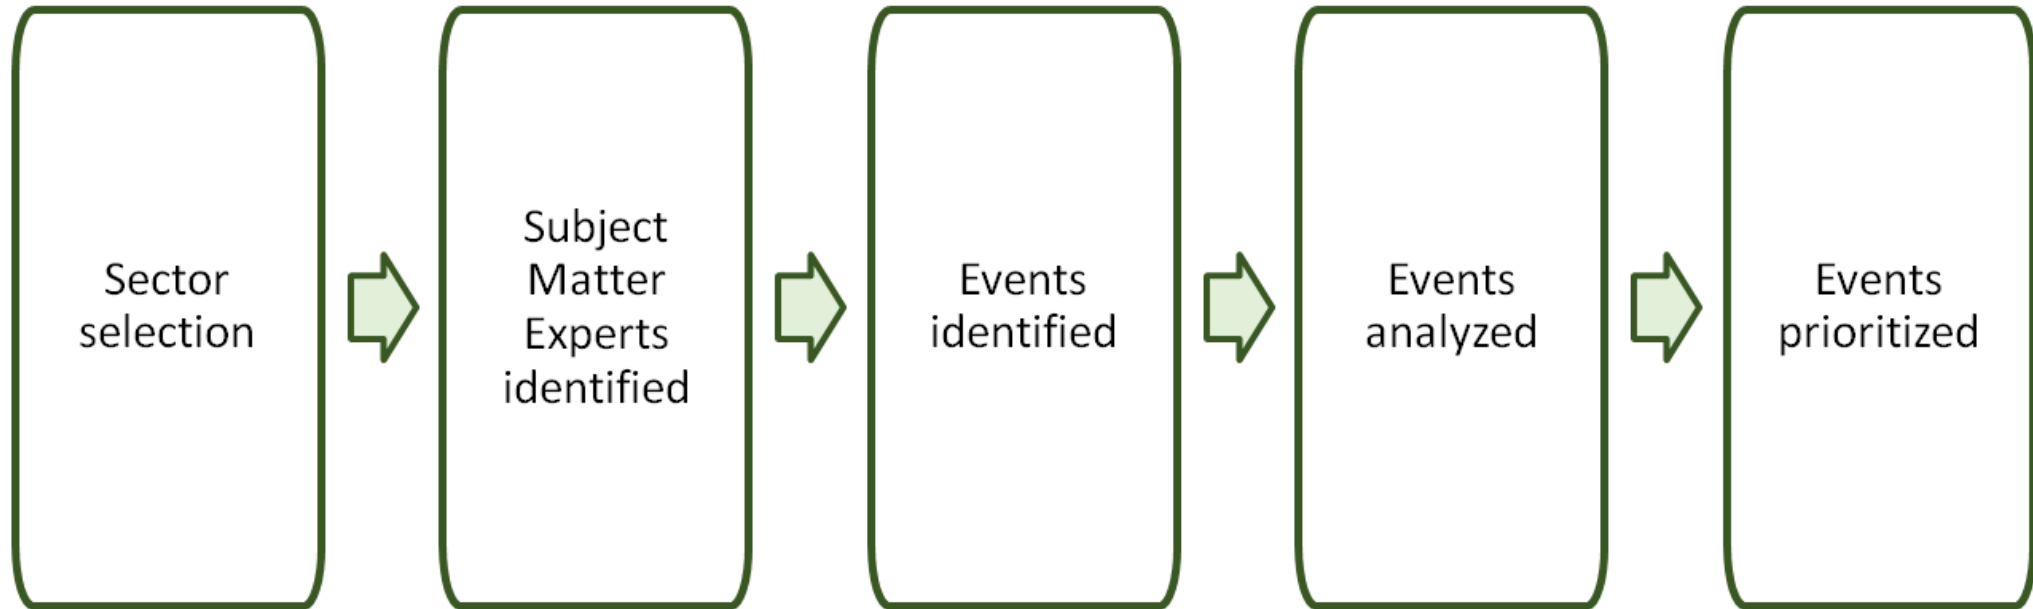 Sector
selection
Subject
Matter
Experts
identified
Events
identified
Events
analyzed
Events
prioritized